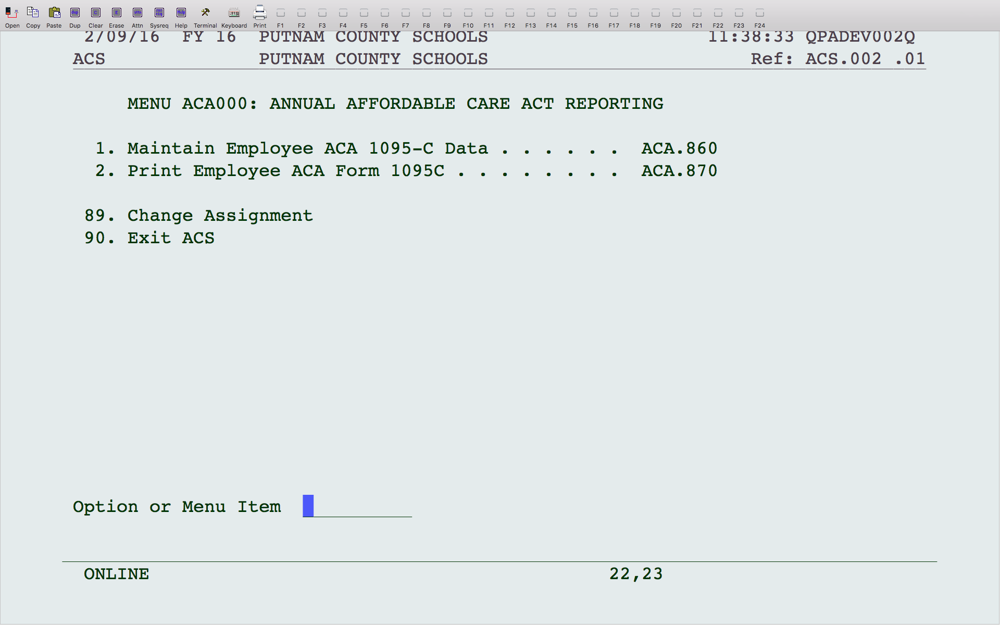 Open Copy Paste Dup Clear Erase Attn Sysreq Help Terminal Keyboard Print F1 F2 F3 F4 F5 F6 F7 F8 F9 F10 F11 F12 F13 F14 F15 F16 F17 F18 F19 F20 F21 F22 F23 F24
2/09/16 FY 16 PUTNAM COUNTY SCHOOLS 11:38:33 QPADEV002Q
ACS PUTNAM COUNTY SCHOOLS Ref: ACS.002 .01
MENU ACA000: ANNUAL AFFORDABLE CARE ACT REPORTING
1. Maintain Employee ACA 1095-C Data . . . . . . ACA.860
2. Print Employee ACA Form 1095C . . . . . . . . ACA.870
89. Change Assignment
90. Exit ACS
Option or Menu Item
ONLINE 22,23